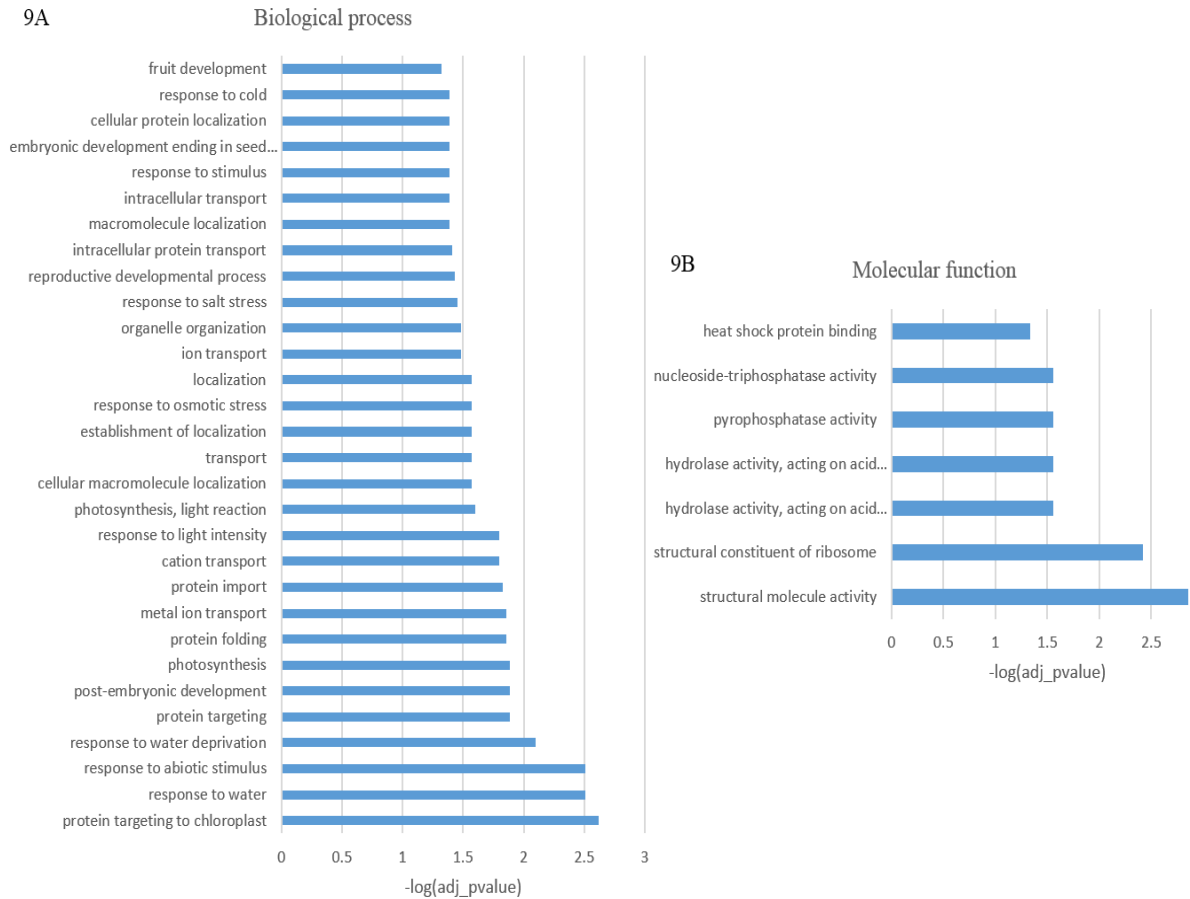 9A
Biological process
fruit development
response to cold
cellular protein localization
embryonic development ending in seed...
response to stimulus
intracellular transport
macromolecule localization
intracellular protein transport
reproductive developmental process
response to salt stress
organelle organization
ion transport
localization
response to osmotic stress
establishment of localization
transport
cellular macromolecule localization
photosynthesis, light reaction
response to light intensity
cation transport
protein import
metal ion transport
protein folding
photosynthesis
post-embryonic development
protein targeting
response to water deprivation
response to abiotic stimulus
response to water
protein targeting to chloroplast
0 0.5 1 1.5 2 2.5 3
-log(adj_pvalue)
9B
Molecular function
heat shock protein binding
nucleoside-triphosphatase activity
pyrophosphatase activity
hydrolase activity, acting on acid...
hydrolase activity, acting on acid...
structural constituent of ribosome
structural molecule activity
0 0.5 1 1.5 2 2.5
-log(adj_pvalue)